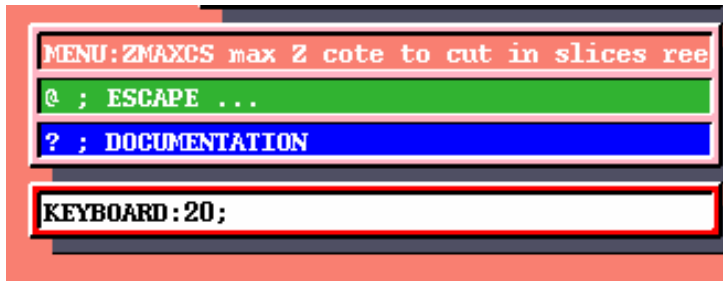 MENU:ZMAXCS max Z cote to cut in slices ree
@ ; ESCAPE ...
? ; DOCUMENTATION
KEYBOARD:20;